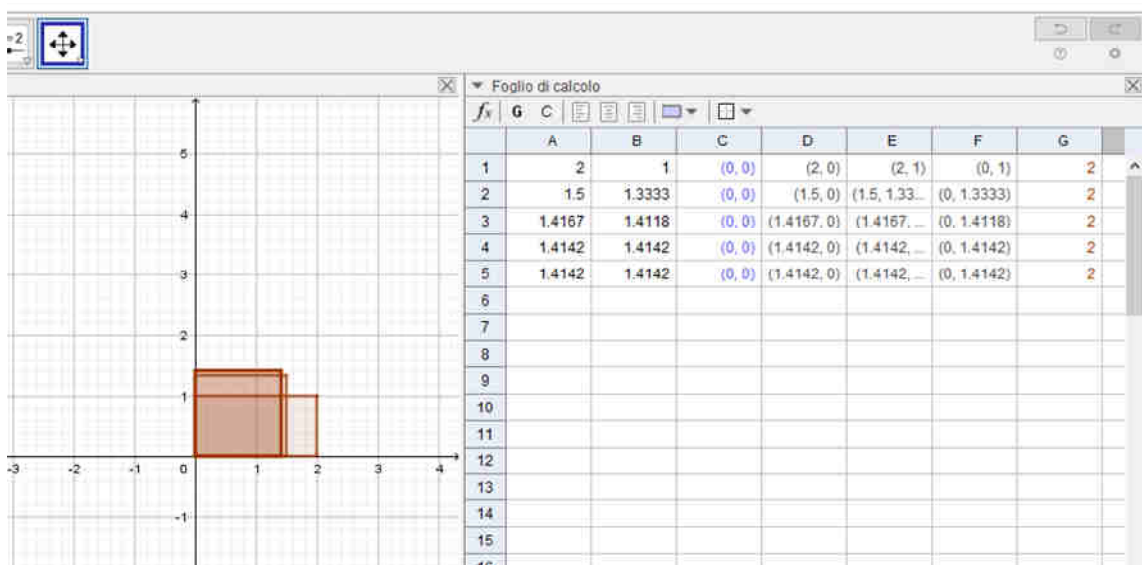 =2
Foglio di calcolo
fx G C
A B C D E F G
1 2 1 (0, 0) (2, 0) (2, 1) (0, 1) 2
2 1.5 1.3333 (0, 0) (1.5, 0) (1.5, 1.33... (0, 1.3333) 2
3 1.4167 1.4118 (0, 0) (1.4167, 0) (1.4167, ... (0, 1.4118) 2
4 1.4142 1.4142 (0, 0) (1.4142, 0) (1.4142, ... (0, 1.4142) 2
5 1.4142 1.4142 (0, 0) (1.4142, 0) (1.4142, ... (0, 1.4142) 2
6
7
8
9
10
11
12
13
14
15
5
4
3
2
1
-3 -2 -1 0 1 2 3 4
-1